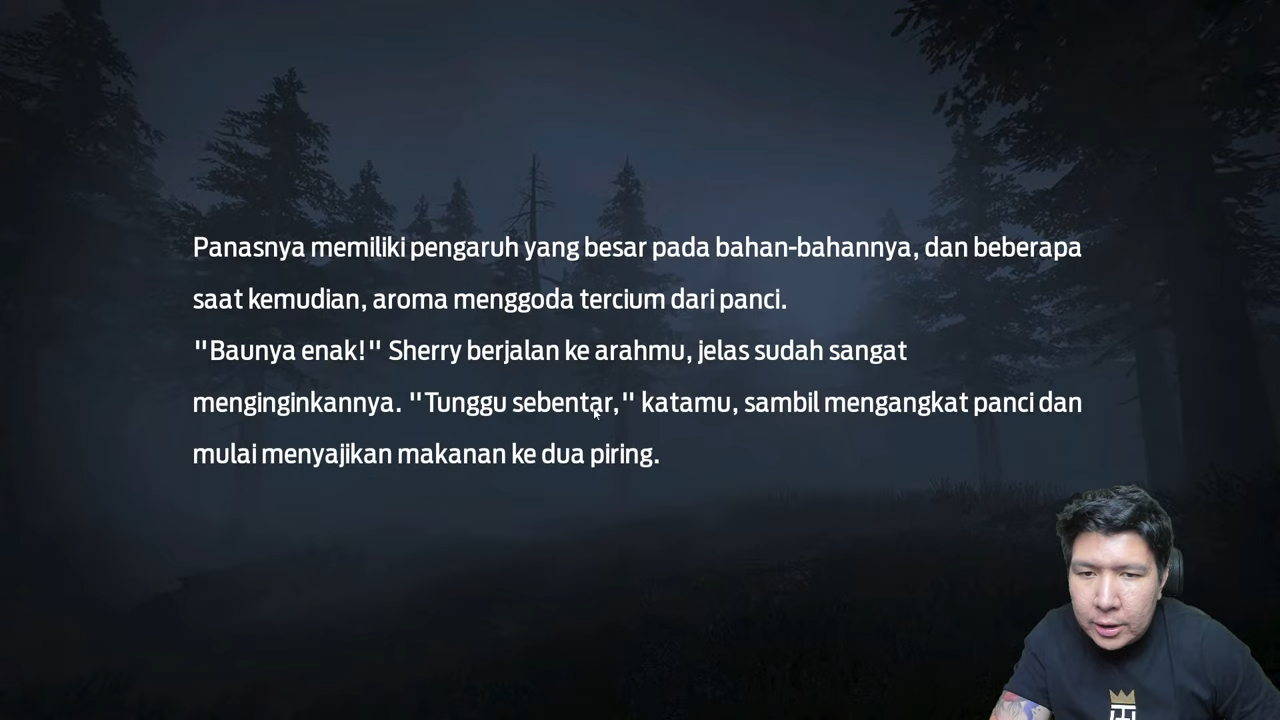 Panasnya memiliki pengaruh yang besar pada bahan-bahannya, dan beberapa
saat kemudian, aroma menggoda tercium dari panci.
"Baunya enak!" Sherry berjalan ke arahmu, jelas sudah sangat
menginginkannya. "Tunggu sebentar," katamu, sambil mengangkat panci dan
mulai menyajikan makanan ke dua piring.